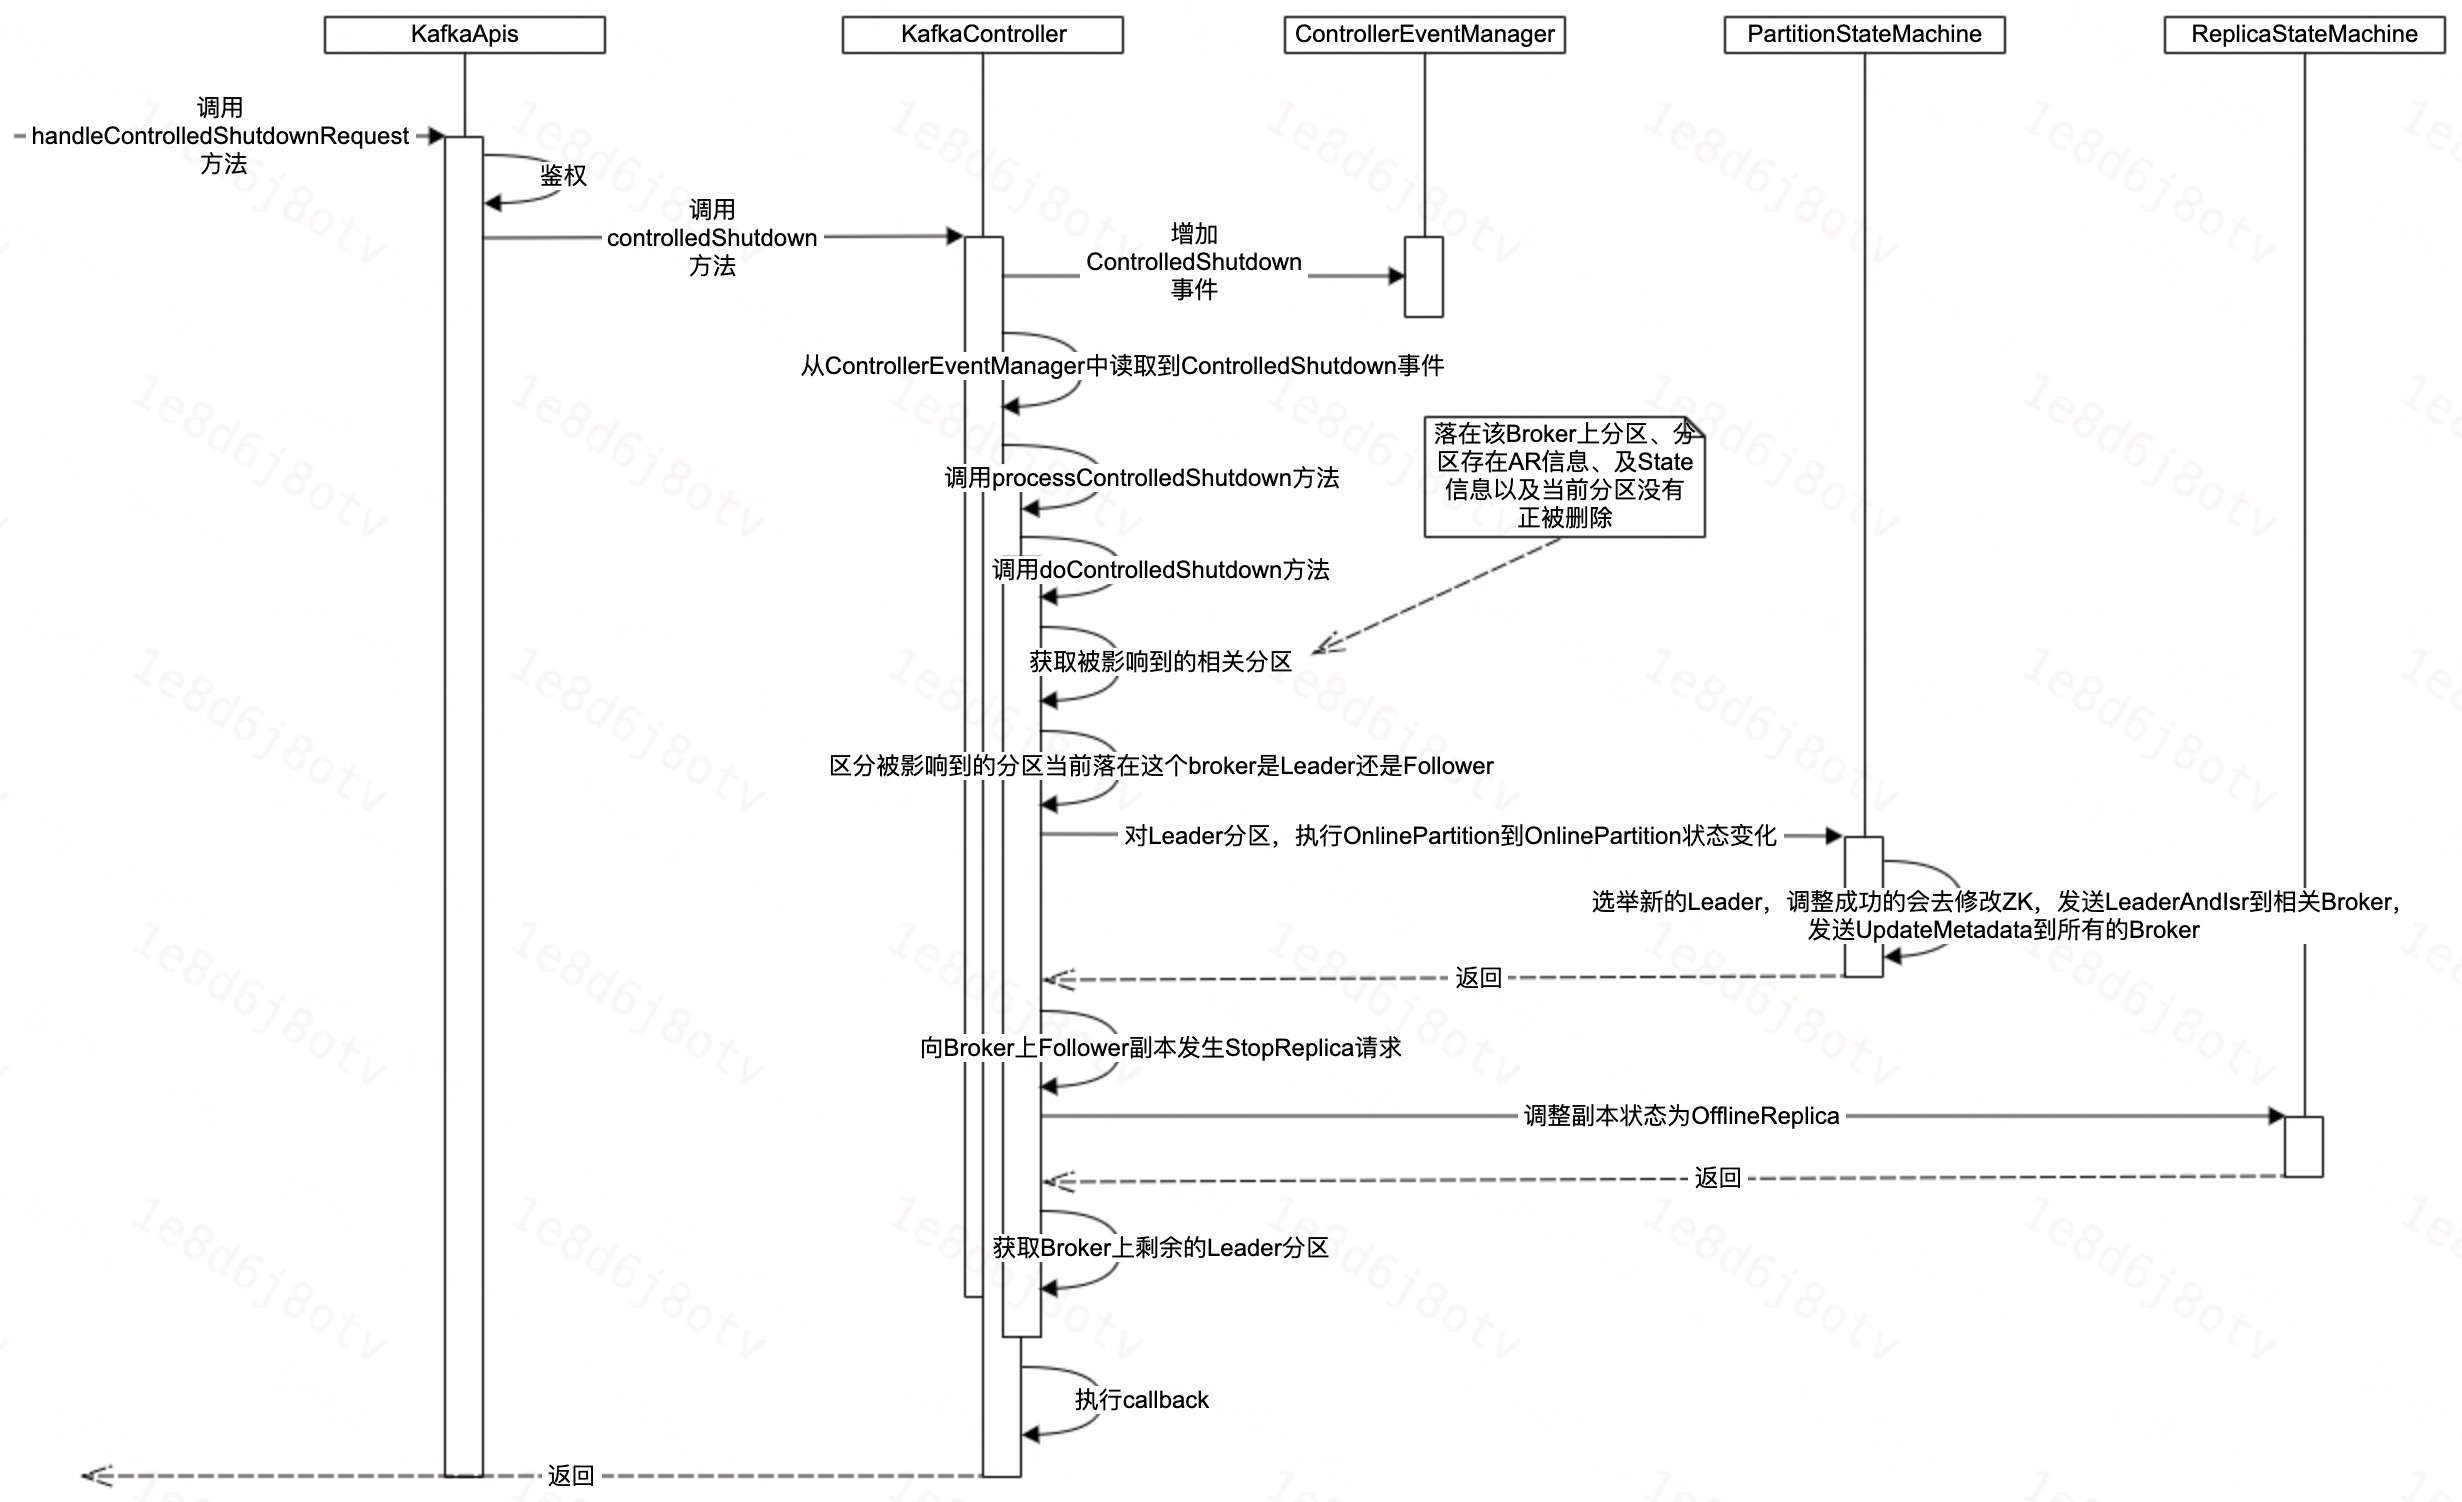 KafkaApis
KafkaController
ControllerEventManager
PartitionStateMachine
ReplicaStateMachine
调用
handleControlledShutdownRequest
方法
鉴权
调用
controlledShutdown
方法
增加
ControlledShutdown
事件
从ControllerEventManager中读取到ControlledShutdown事件
落在该Broker上分区、分
区存在AR信息、及State
信息以及当前分区没有
正被删除
调用processControlledShutdown方法
调用doControlledShutdown方法
获取被影响到的相关分区
区分被影响到的分区当前落在这个broker是Leader还是Follower
对Leader分区，执行OnlinePartition到OnlinePartition状态变化
选举新的Leader，调整成功的会去修改ZK，发送LeaderAndIsr到相关Broker，
发送UpdateMetadata到所有的Broker
返回
向Broker上Follower副本发生StopReplica请求
调整副本状态为OfflineReplica
返回
获取Broker上剩余的Leader分区
执行callback
返回
1e8d6j8otv